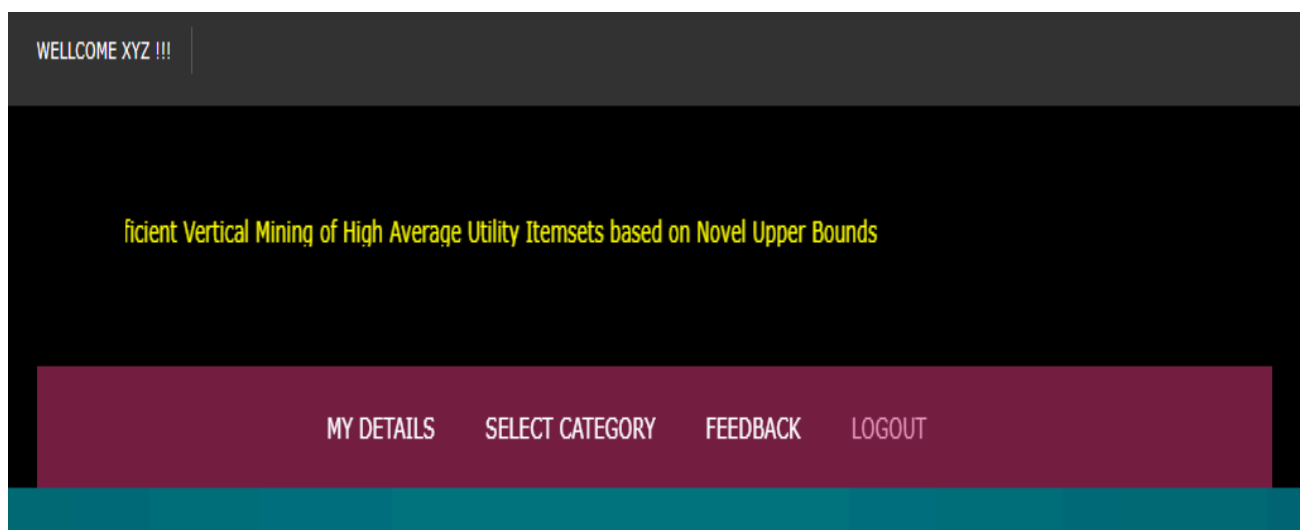 WELLCOME XYZ !!!
ficient Vertical Mining of High Average Utility Itemsets based on Novel Upper Bounds
MY DETAILS SELECT CATEGORY FEEDBACK LOGOUT